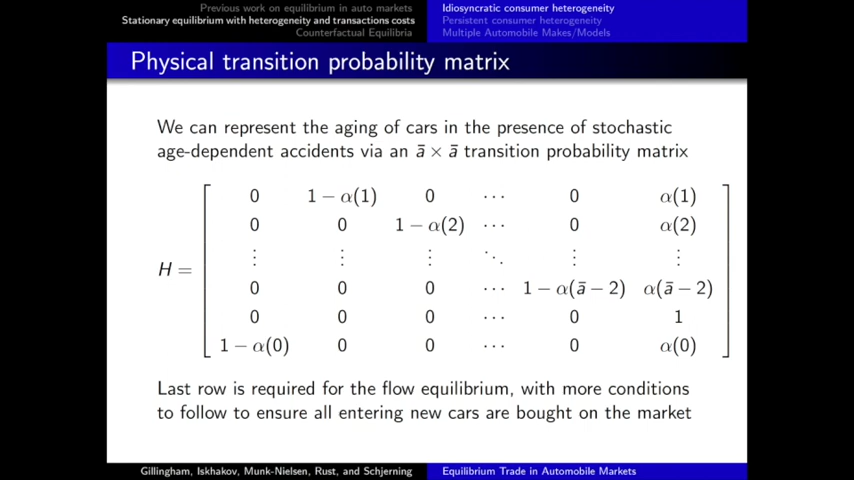 Previous work on equilibrium in auto markets
Stationary equilibrium with heterogeneity and transactions costs
Counterfactual Equilibria
Idiosyncratic consumer heterogeneity
Persistent consumer heterogeneity
Multiple Automobile Makes/Models
Physical transition probability matrix
We can represent the aging of cars in the presence of stochastic
age-dependent accidents via an ā × ā transition probability matrix
0 1 − α(1) 0 ⋯ 0 α(1)
0 0 1 − α(2) ⋯ 0 α(2)
⋮ ⋮ ⋮ ⋱ ⋮ ⋮
H =
0 0 0 ⋯ 1 − α(ā − 2) α(ā − 2)
0 0 0 ⋯ 0 1
1 − α(0) 0 0 ⋯ 0 α(0)
Last row is required for the flow equilibrium, with more conditions
to follow to ensure all entering new cars are bought on the market
Gillingham, Iskhakov, Munk-Nielsen, Rust, and Schjerning
Equilibrium Trade in Automobile Markets